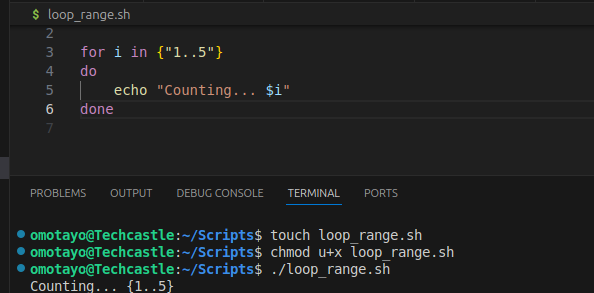 $ loop_range.sh
2
3 for i in {"1..5"}
4 do
5 echo "Counting... $i"
6 done
7
PROBLEMS OUTPUT DEBUG CONSOLE TERMINAL PORTS
omotayo@Techcastle:~/Scripts$ touch loop_range.sh
omotayo@Techcastle:~/Scripts$ chmod u+x loop_range.sh
omotayo@Techcastle:~/Scripts$ ./loop_range.sh
Counting... {1..5}